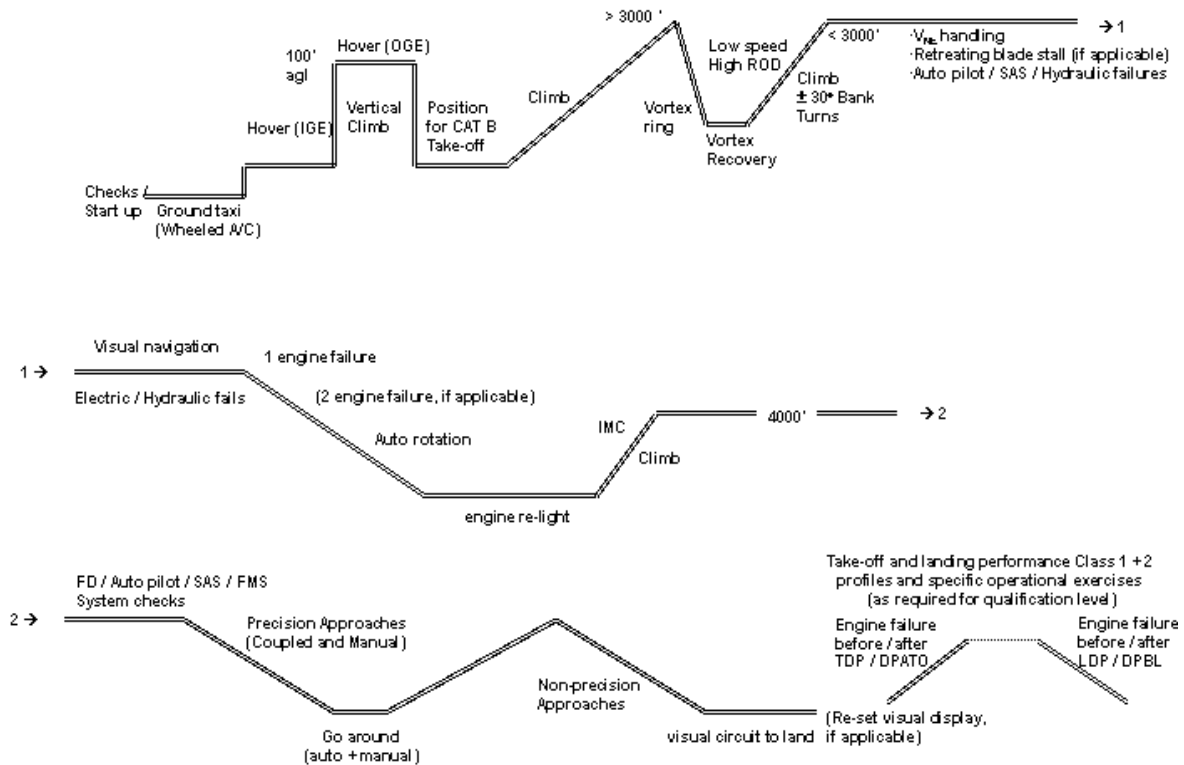 > 3000 '
100'
agl
Hover (OGE)
Low speed
High ROD
< 3000'
→ 1
·VNE handling
·Retreating blade stall (if applicable)
·Auto pilot / SAS / Hydraulic failures
Climb
Climb
± 30° Bank
Turns
Vertical
Climb
Position
for CAT B
Take-off
Vortex
ring
Hover (IGE)
Vortex
Recovery
Checks /
Start up
Ground taxi
(Wheeled A/C)
Visual navigation
1 engine failure
1 →
Electric / Hydraulic fails
(2 engine failure, if applicable)
Auto rotation
IMC
Climb
4000'
→ 2
engine re-light
FD / Auto pilot / SAS / FMS
System checks
2 →
Precision Approaches
(Coupled and Manual)
Go around
(auto + manual)
Non-precision
Approaches
visual circuit to land
(Re-set visual display,
if applicable)
Take-off and landing performance Class 1 + 2
profiles and specific operational exercises
(as required for qualification level)
Engine failure
before / after
TDP / DPATO
Engine failure
before / after
LDP / DPBL